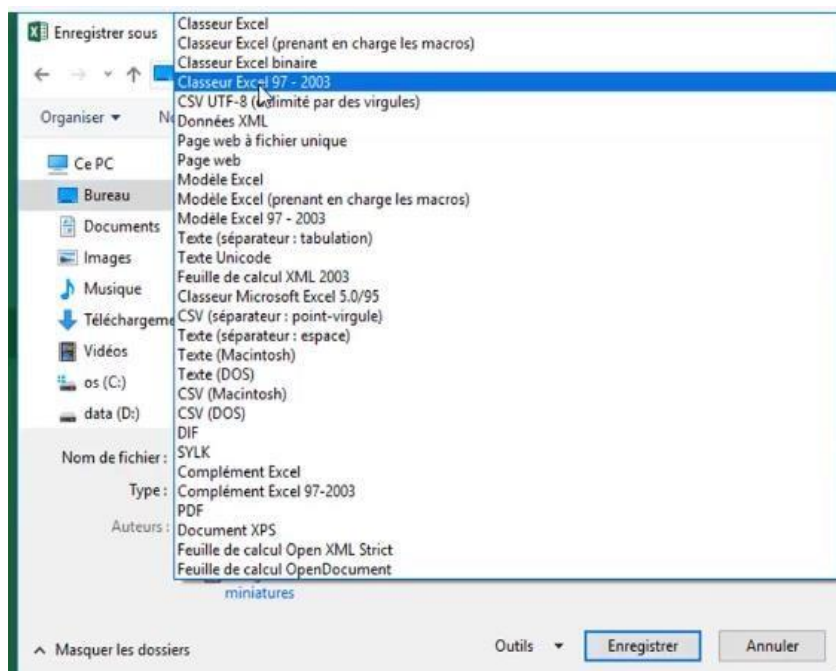 Enregistrer sous
Organiser
Ce PC
Bureau
Documents
Images
Musique
Vidéos
os (C:)
data (D:)
Nom de fichier :
Type :
Auteurs :
Classeur Excel
Classeur Excel (prenant en charge les macros)
Classeur Excel binaire
Classeur Excel 97 - 2003
CSV UTF-8 (délimité par des virgules)
Données XML
Page web à fichier unique
Page web
Modèle Excel
Modèle Excel (prenant en charge les macros)
Modèle Excel 97 - 2003
Texte (séparateur : tabulation)
Texte Unicode
Feuille de calcul XML 2003
Classeur Microsoft Excel 5.0/95
CSV (séparateur : point-virgule)
Texte (séparateur : espace)
Texte (Macintosh)
Texte (DOS)
CSV (Macintosh)
CSV (DOS)
DIF
SYLK
Complément Excel
Complément Excel 97-2003
PDF
Document XPS
Feuille de calcul Open XML Strict
Feuille de calcul OpenDocument
miniatures
Masquer les dossiers
Outils
Enregistrer
Annuler